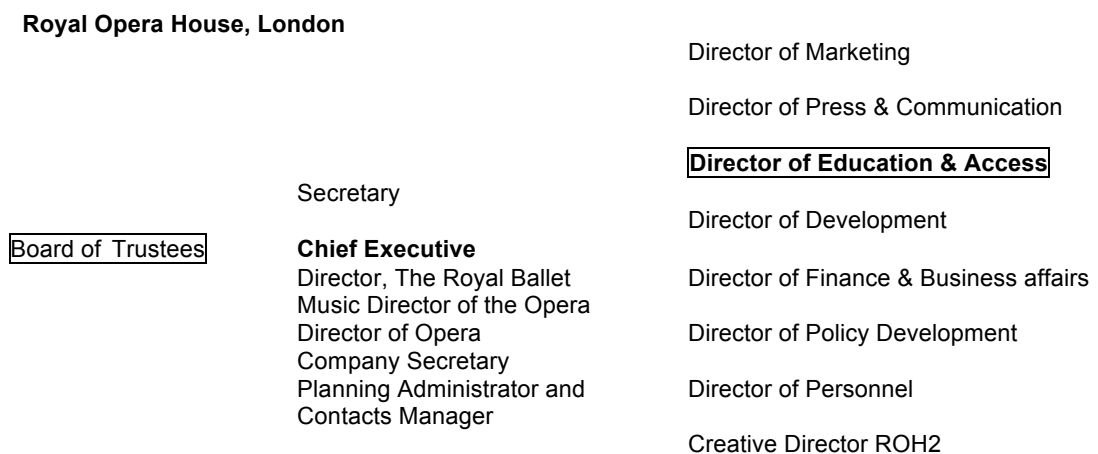 Royal Opera House, London
Board of Trustees
Secretary
Chief Executive
Director, The Royal Ballet
Music Director of the Opera
Director of Opera
Company Secretary
Planning Administrator and
Contacts Manager
Director of Marketing
Director of Press & Communication
Director of Education & Access
Director of Development
Director of Finance & Business affairs
Director of Policy Development
Director of Personnel
Creative Director ROH2